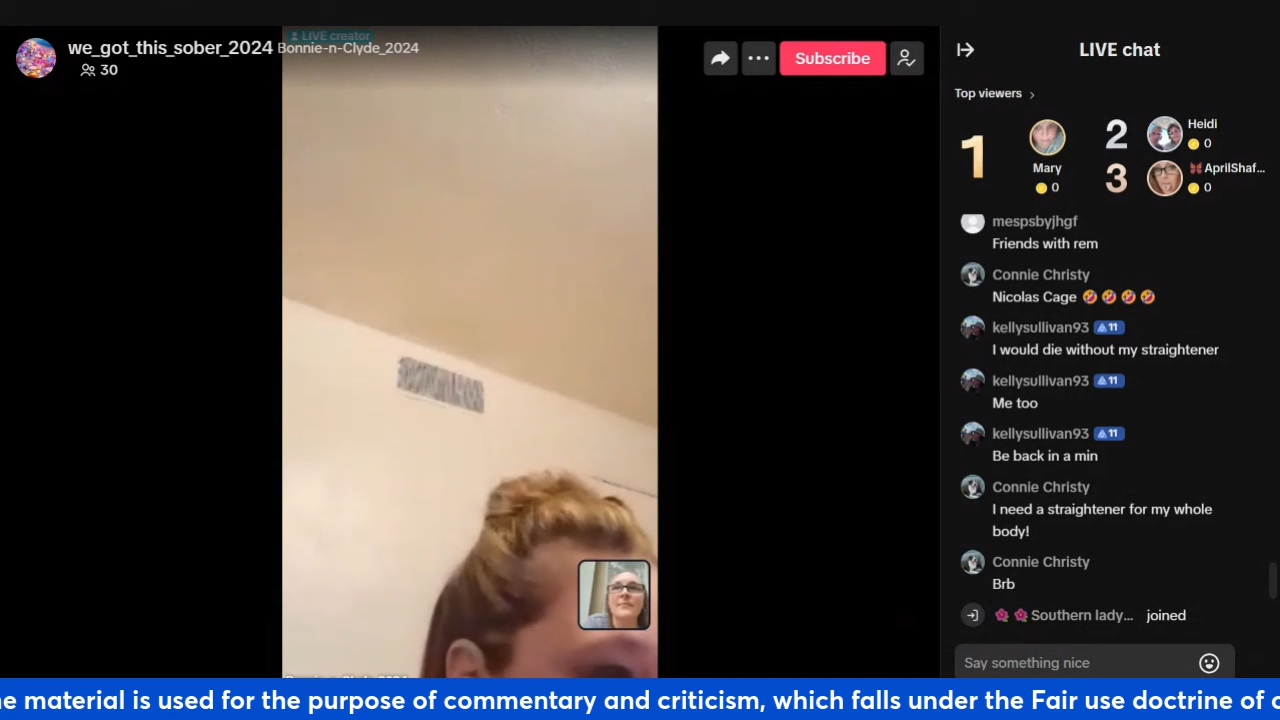 LIVE creator
we_got_this_sober_2024 Bonnie-n-Clyde_2024
30
Subscribe
LIVE chat
Top viewers
1
Mary
0
2
Heidi
0
3
AprilShaf...
0
mespsbyjhgf
Friends with rem
Connie Christy
Nicolas Cage 🤣 🤣 🤣 🤣
kellysullivan93 11
I would die without my straightener
kellysullivan93 11
Me too
kellysullivan93 11
Be back in a min
Connie Christy
I need a straightener for my whole
body!
Connie Christy
Brb
🌺 🌺 Southern lady... joined
Say something nice
e material is used for the purpose of commentary and criticism, which falls under the Fair use doctrine of